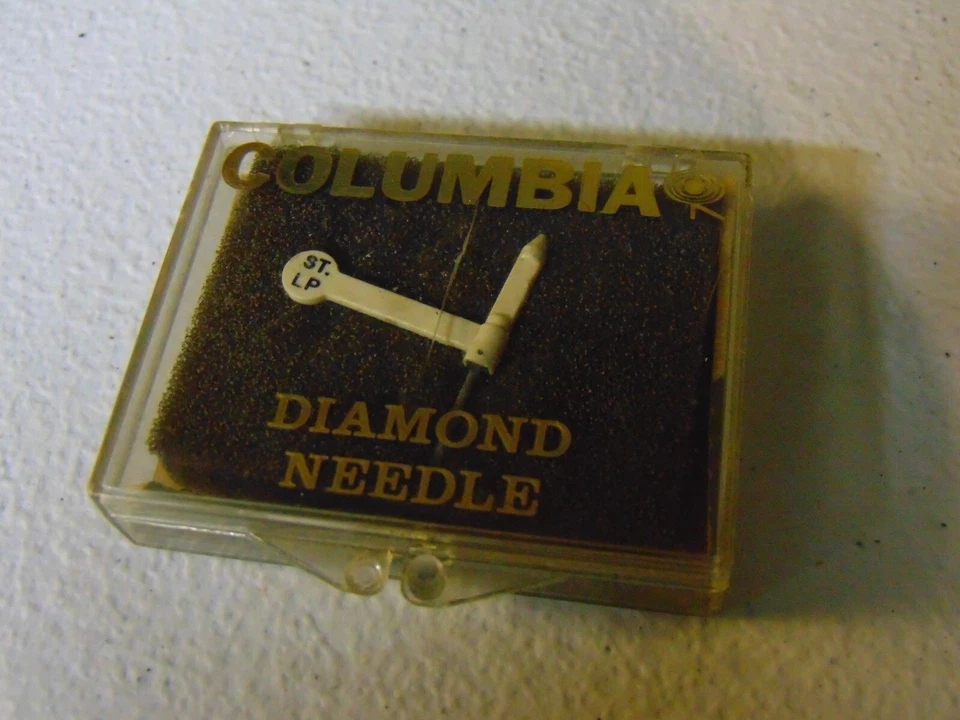 COLUMBIA
ST.
LP
DIAMOND
NEEDLE